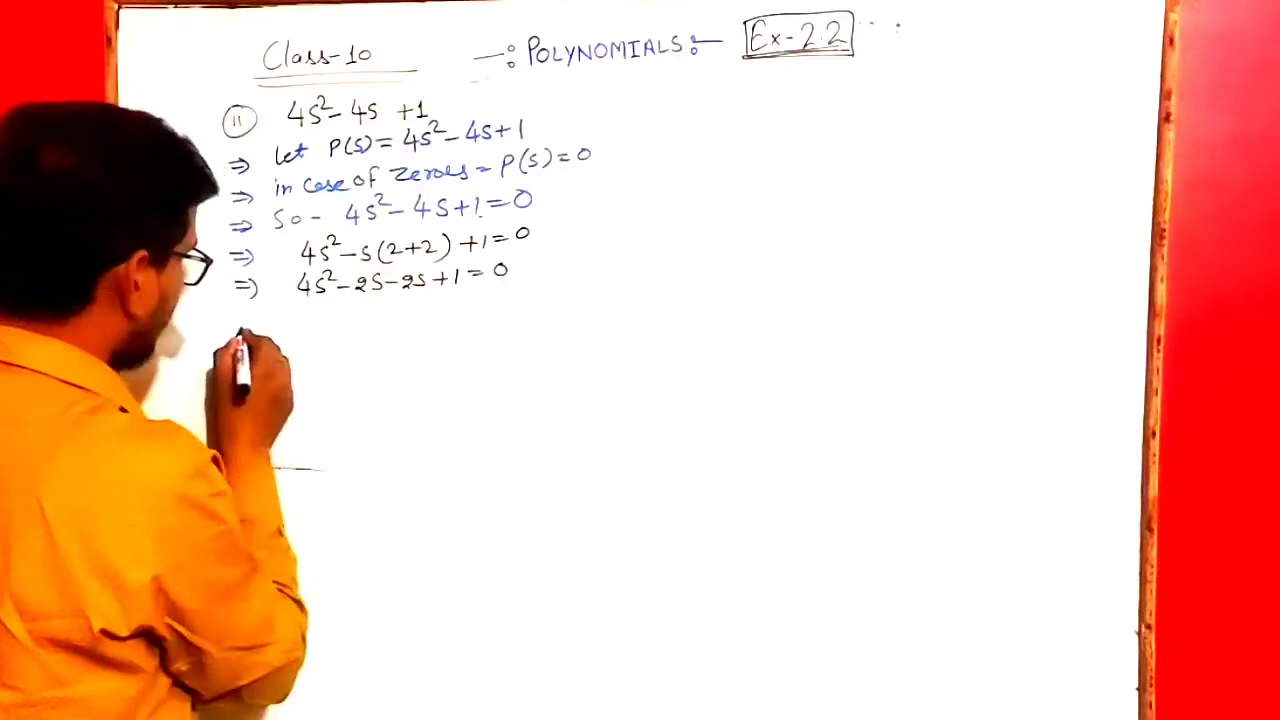 Class-10 —: POLYNOMIALS :— Ex-2.2
(ii) 4s² - 4s + 1
⇒ let P(s) = 4s² - 4s + 1
⇒ in case of zeroes - P(s) = 0
⇒ So - 4s² - 4s + 1 = 0
⇒ 4s² - s(2+2) + 1 = 0
⇒ 4s² - 2s - 2s + 1 = 0